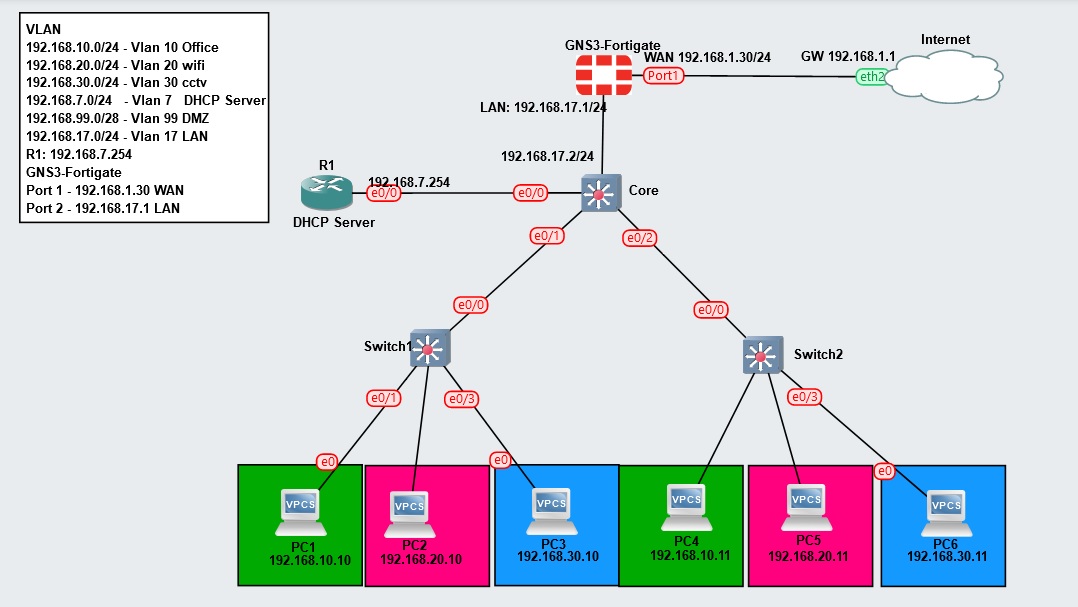 VLAN
192.168.10.0/24 - Vlan 10 Office
192.168.20.0/24 - Vlan 20 wifi
192.168.30.0/24 - Vlan 30 cctv
192.168.7.0/24 - Vlan 7 DHCP Server
192.168.99.0/28 - Vlan 99 DMZ
192.168.17.0/24 - Vlan 17 LAN
R1: 192.168.7.254
GNS3-Fortigate
Port 1 - 192.168.1.30 WAN
Port 2 - 192.168.17.1 LAN
GNS3-Fortigate
WAN 192.168.1.30/24
Port1
GW 192.168.1.1
Internet
eth2
LAN: 192.168.17.1/24
192.168.17.2/24
R1
192.168.7.254
e0/0
e0/0
Core
DHCP Server
e0/1
e0/2
e0/0
e0/0
Switch1
Switch2
e0/1
e0/3
e0/3
e0
e0
e0
VPCS
PC1
192.168.10.10
VPCS
PC2
192.168.20.10
VPCS
PC3
192.168.30.10
VPCS
PC4
192.168.10.11
VPCS
PC5
192.168.20.11
VPCS
PC6
192.168.30.11